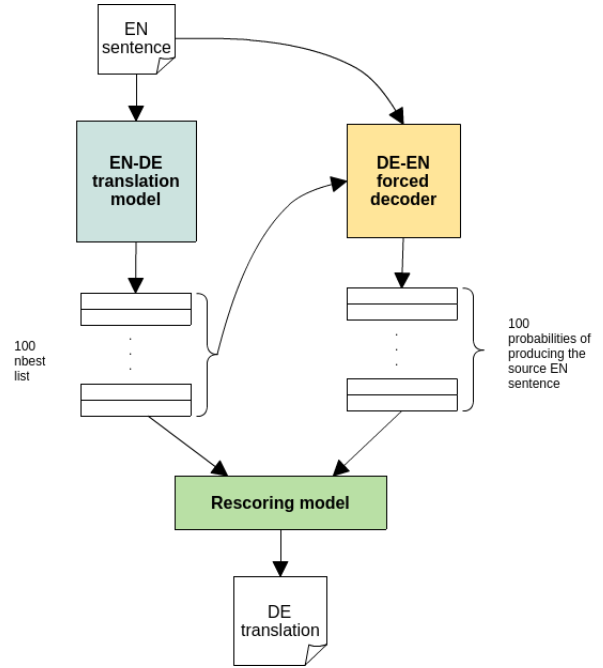 EN
sentence
EN-DE
translation
model
DE-EN
forced
decoder
100
nbest
list
100
probabilities of
producing the
source EN
sentence
Rescoring model
DE
translation